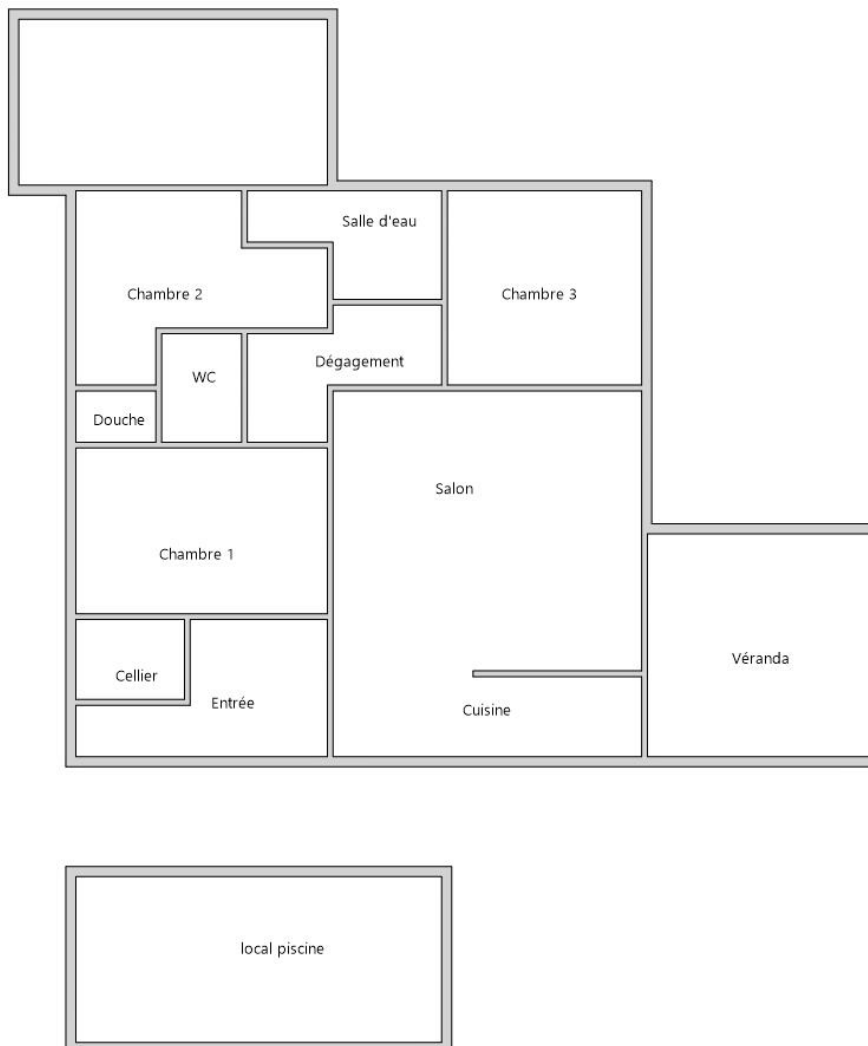 Salle d'eau
Chambre 2
Chambre 3
Dégagement
WC
Douche
Salon
Chambre 1
Véranda
Cellier
Entrée
Cuisine
local piscine